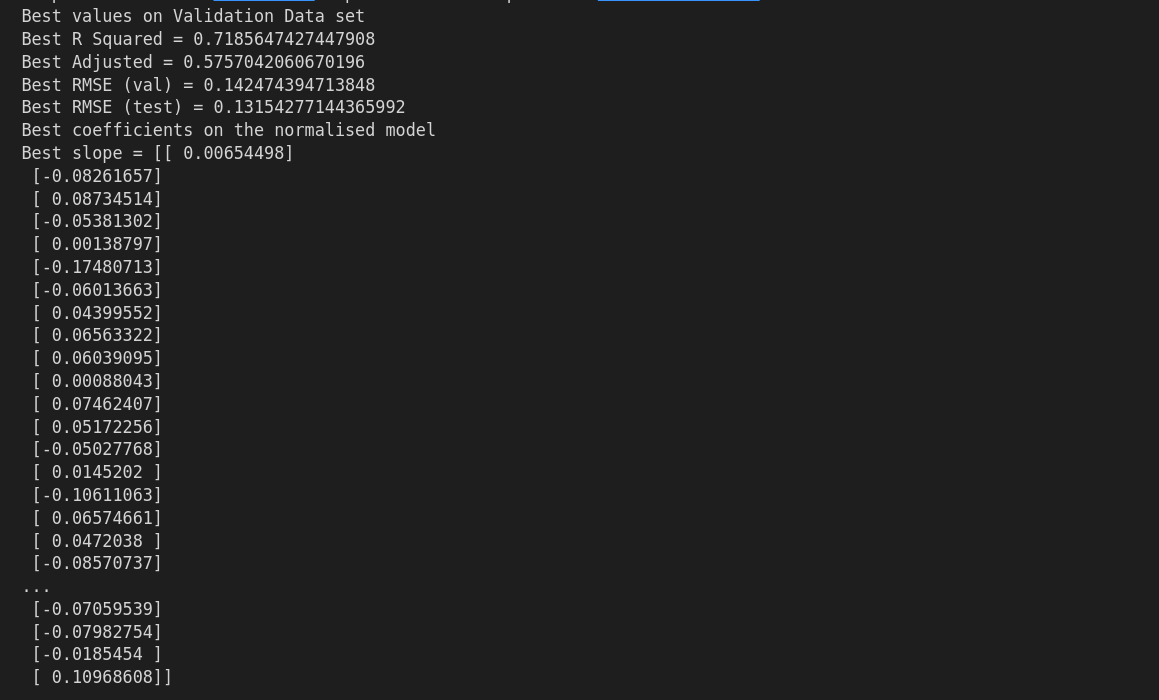 Best values on Validation Data set
Best R Squared = 0.7185647427447908
Best Adjusted = 0.5757042060670196
Best RMSE (val) = 0.142474394713848
Best RMSE (test) = 0.13154277144365992
Best coefficients on the normalised model
Best slope = [[ 0.00654498]
[-0.08261657]
[ 0.08734514]
[-0.05381302]
[ 0.00138797]
[-0.17480713]
[-0.06013663]
[ 0.04399552]
[ 0.06563322]
[ 0.06039095]
[ 0.00088043]
[ 0.07462407]
[ 0.05172256]
[-0.05027768]
[ 0.0145202 ]
[-0.10611063]
[ 0.06574661]
[ 0.0472038 ]
[-0.08570737]
...
[-0.07059539]
[-0.07982754]
[-0.0185454 ]
[ 0.10968608]]